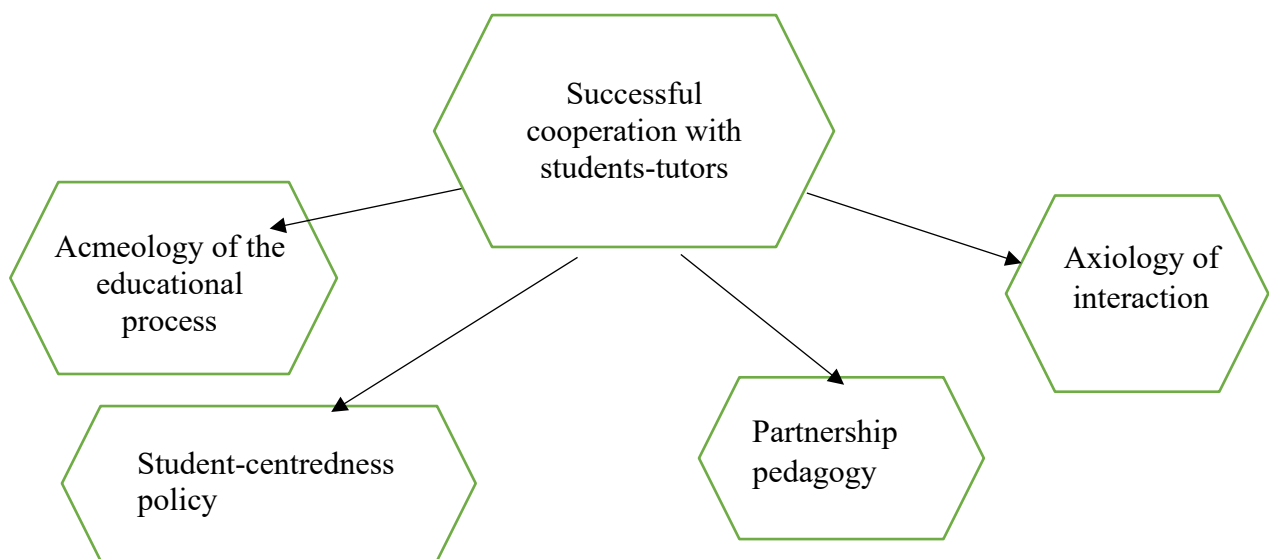 Successful
cooperation with
students-tutors
Acmeology of the
educational
process
Axiology of
interaction
Student-centredness
policy
Partnership
pedagogy